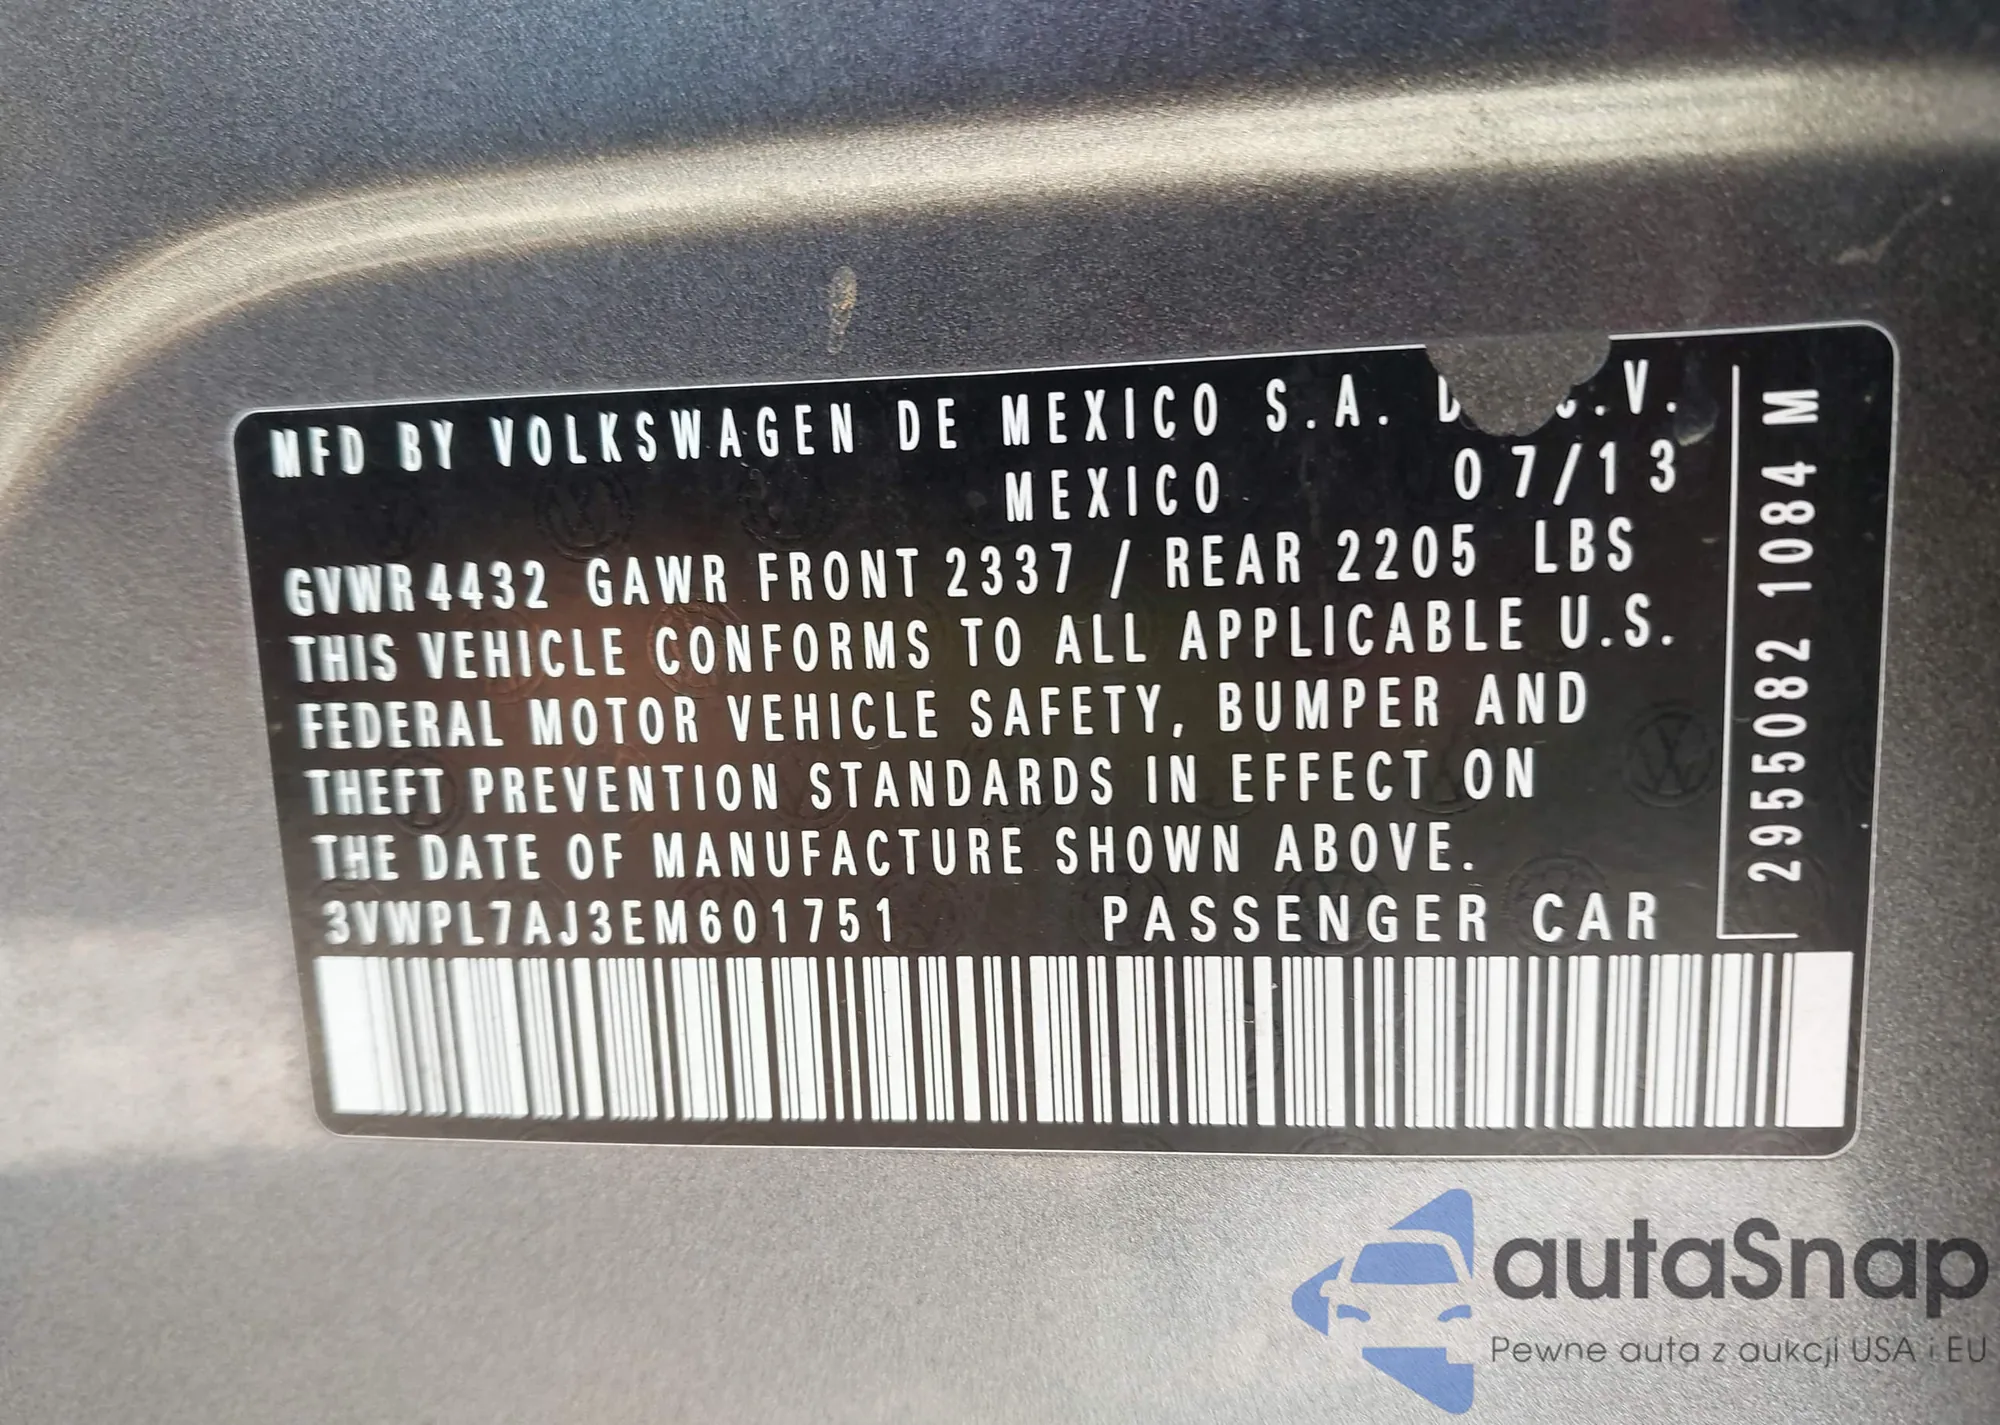 MFD BY VOLKSWAGEN DE MEXICO S.A. V.
MEXICO 07/13
GVWR 4432 GAWR FRONT 2337 / REAR 2205 LBS
THIS VEHICLE CONFORMS TO ALL APPLICABLE U.S.
FEDERAL MOTOR VEHICLE SAFETY, BUMPER AND
THEFT PREVENTION STANDARDS IN EFFECT ON
THE DATE OF MANUFACTURE SHOWN ABOVE.
3VWPL7AJ3EM601751 PASSENGER CAR
2955082 1084 M
autaSnap
Pewne auta z aukcji USA i EU